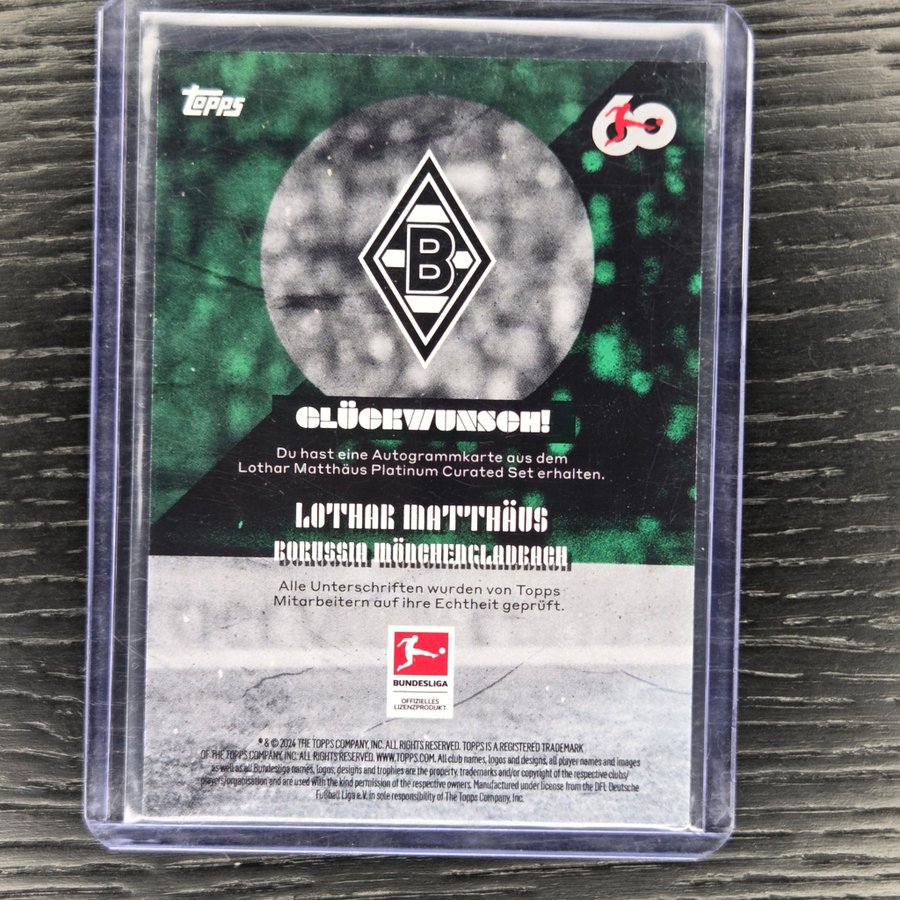 Topps
60
B
GLÜCKWUNSCH!
Du hast eine Autogrammkarte aus dem
Lothar Matthäus Platinum Curated Set erhalten.
LOTHAR MATTHÄUS
BORUSSIA MÖNCHENGLADBACH
Alle Unterschriften wurden von Topps
Mitarbeitern auf ihre Echtheit geprüft.
BUNDESLIGA
OFFIZIELLES
LIZENZPRODUKT
® & © 2024 THE TOPPS COMPANY, INC. ALL RIGHTS RESERVED. TOPPS IS A REGISTERED TRADEMARK
OF THE TOPPS COMPANY, INC. ALL RIGHTS RESERVED. WWW.TOPPS.COM. All club names, logos and designs, all player names and images
as well as all Bundesliga names, logos, designs and trophies are the property, trademarks and/or copyright of the respective clubs/
players/organisation and are used with the kind permission of the respective owners. Manufactured under license from the DFL Deutsche
Fußball Liga e.V. in sole responsibility of The Topps Company, Inc.